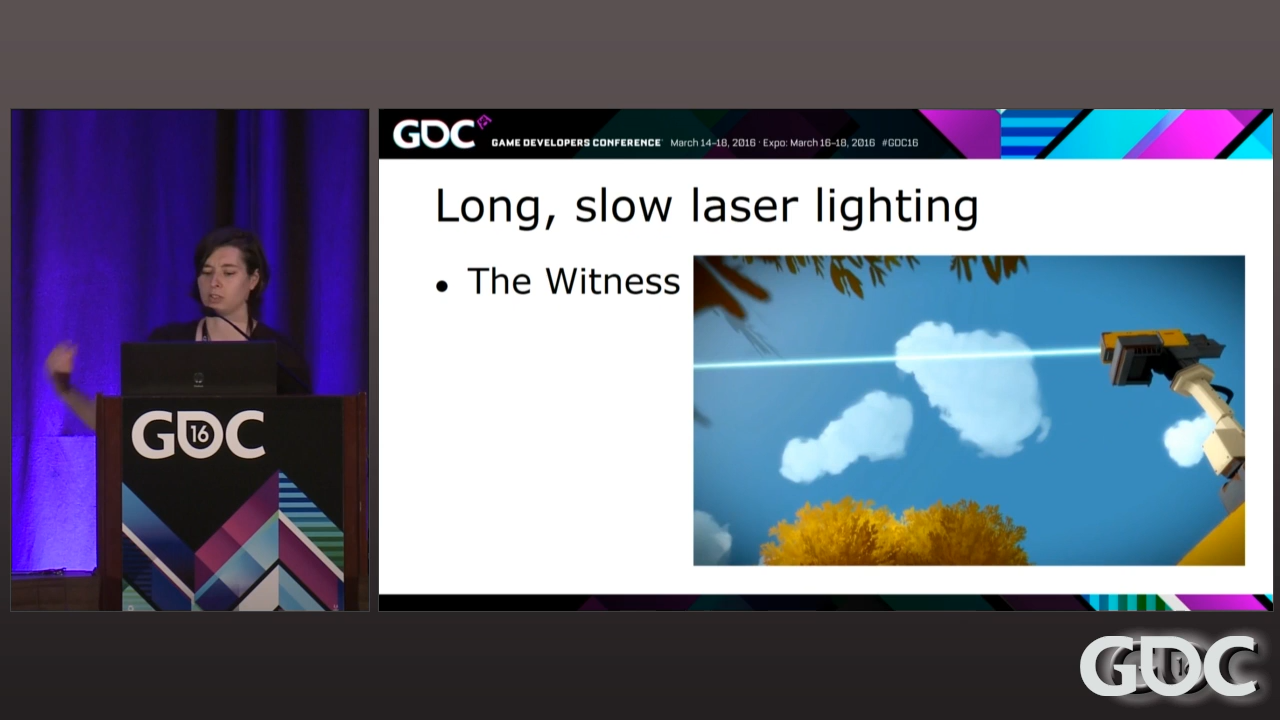 GDC
GAME DEVELOPERS CONFERENCE March 14–18, 2016 · Expo: March 16–18, 2016 #GDC16
Long, slow laser lighting
• The Witness
GDC
16
GDC
16